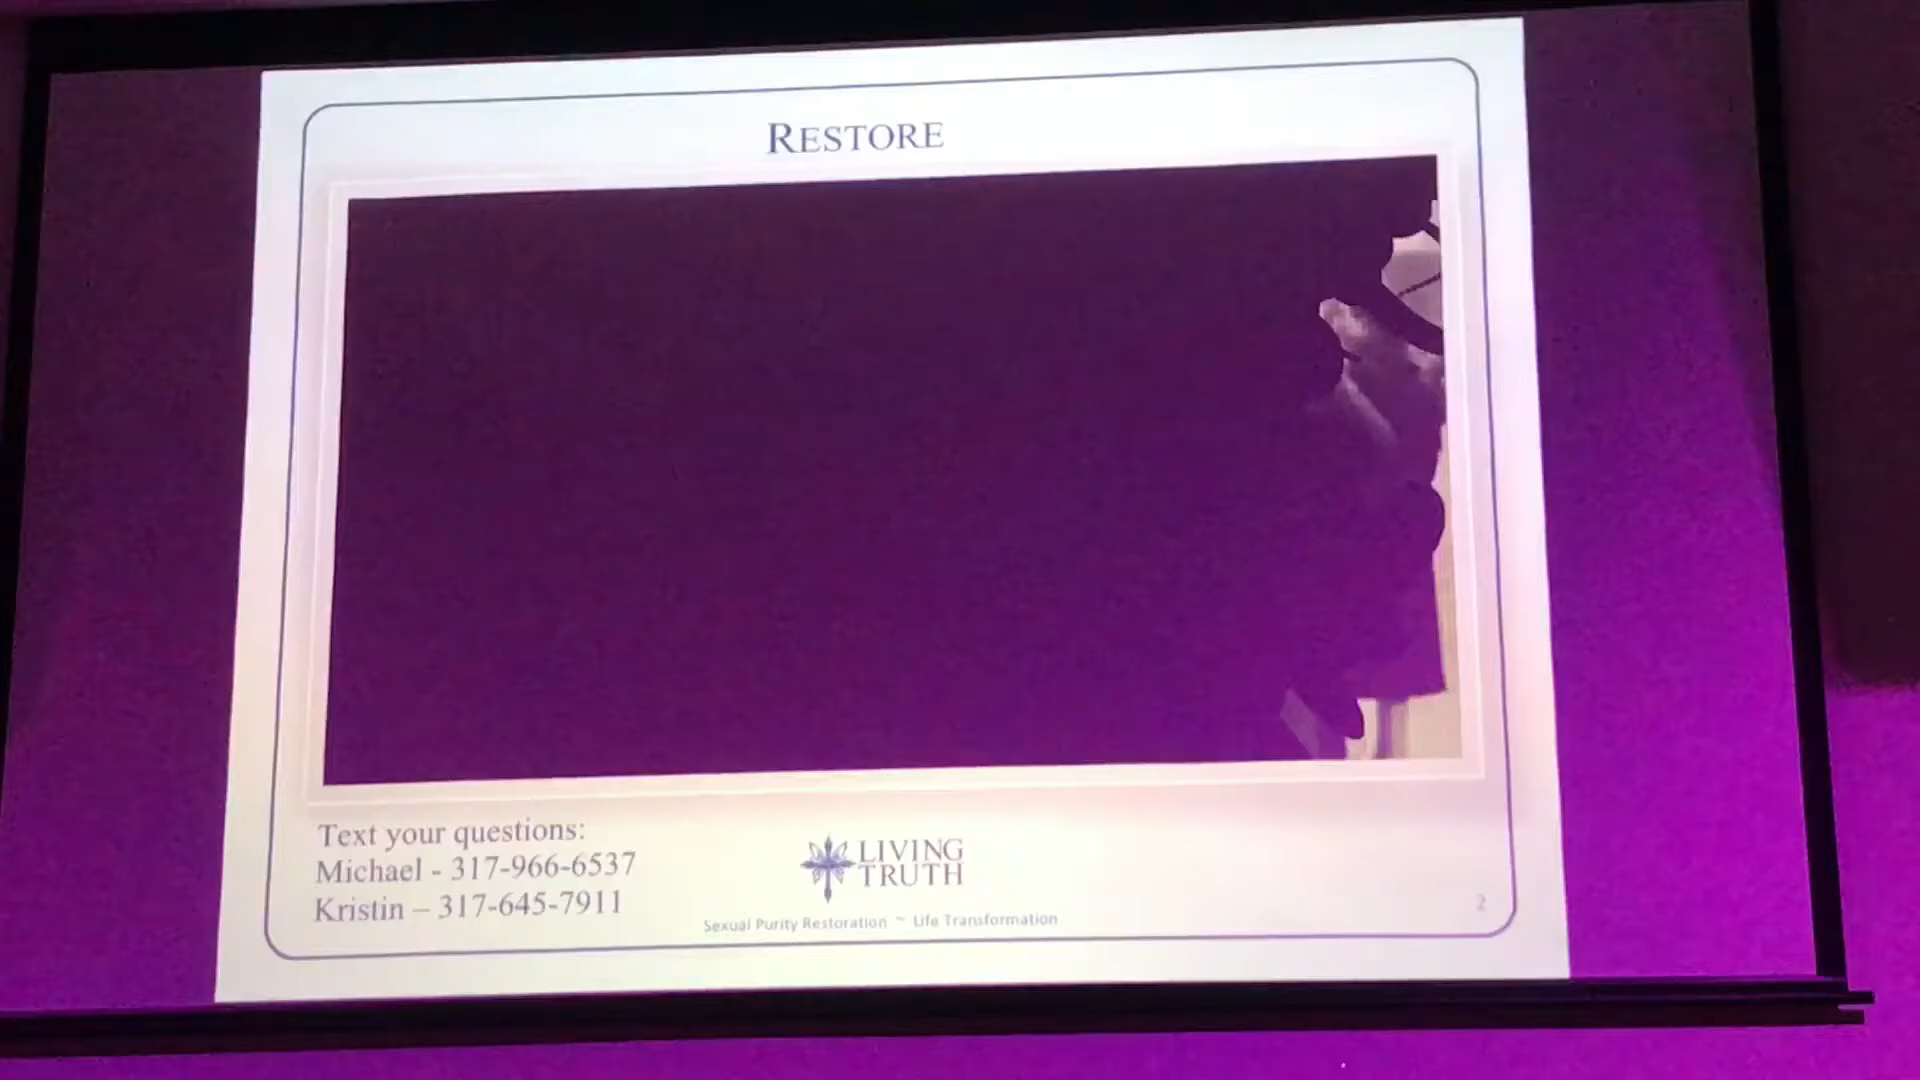 RESTORE
Text your questions:
Michael - 317-966-6537
Kristin – 317-645-7911
LIVING
TRUTH
Sexual Purity Restoration ~ Life Transformation
2